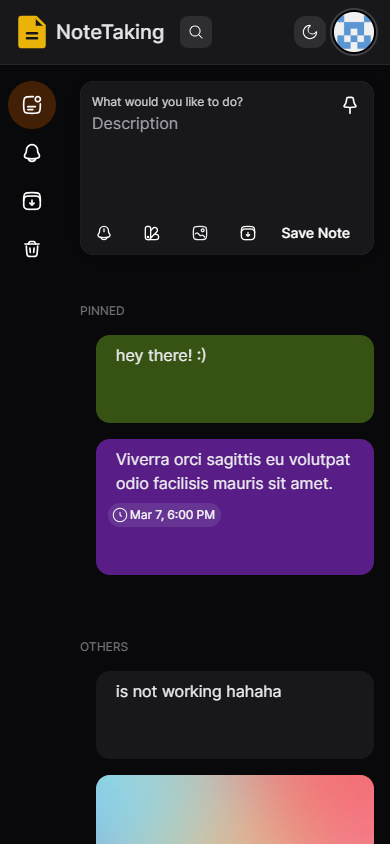 NoteTaking
What would you like to do?
Description
Save Note
PINNED
hey there! :)
Viverra orci sagittis eu volutpat
odio facilisis mauris sit amet.
Mar 7, 6:00 PM
OTHERS
is not working hahaha